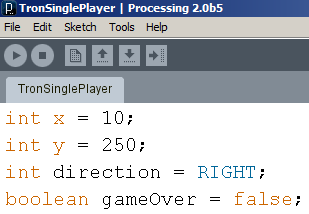 TronSinglePlayer | Processing 2.0b5
File Edit Sketch Tools Help
TronSinglePlayer
int x = 10;
int y = 250;
int direction = RIGHT;
boolean gameOver = false;